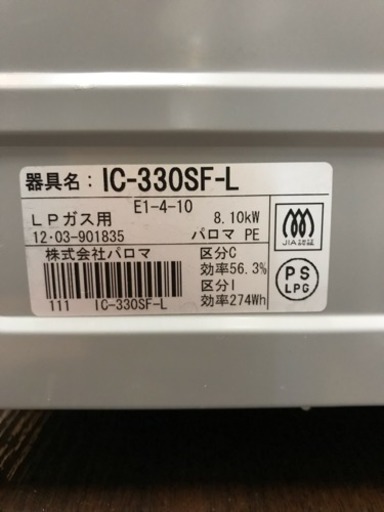 器具名：IC-330SF-L
E1-4-10
LPガス用 8.10kW
12・03-901835 パロマ PE
株式会社パロマ
区分C
効率56.3%
区分I
効率274Wh
111 IC-330SF-L
JIA認証
PS
LPG